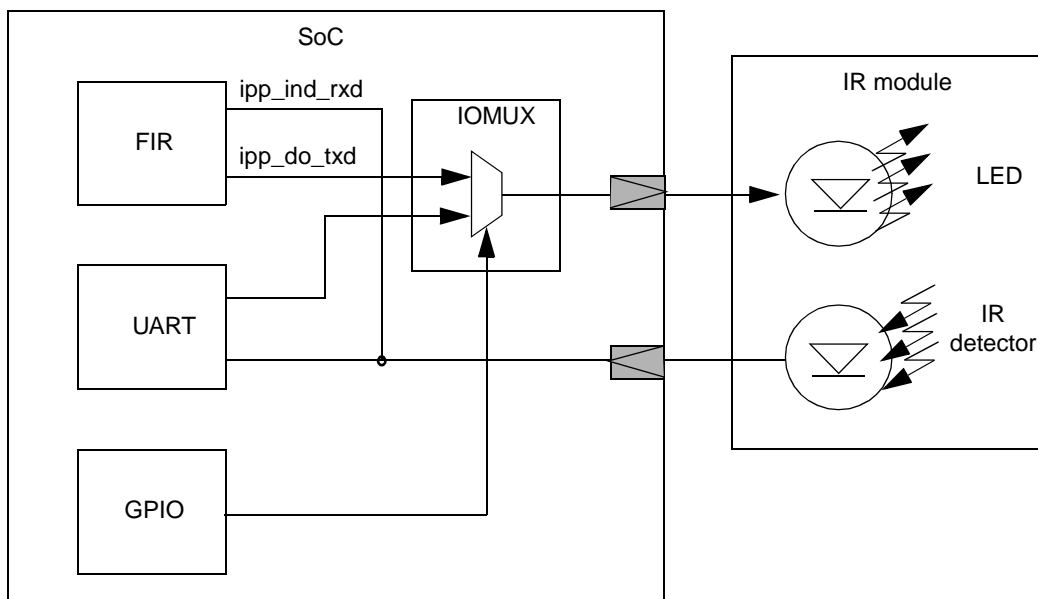 SoC
IR module
ipp_ind_rxd
IOMUX
FIR
ipp_do_txd
LED
UART
IR
detector
GPIO